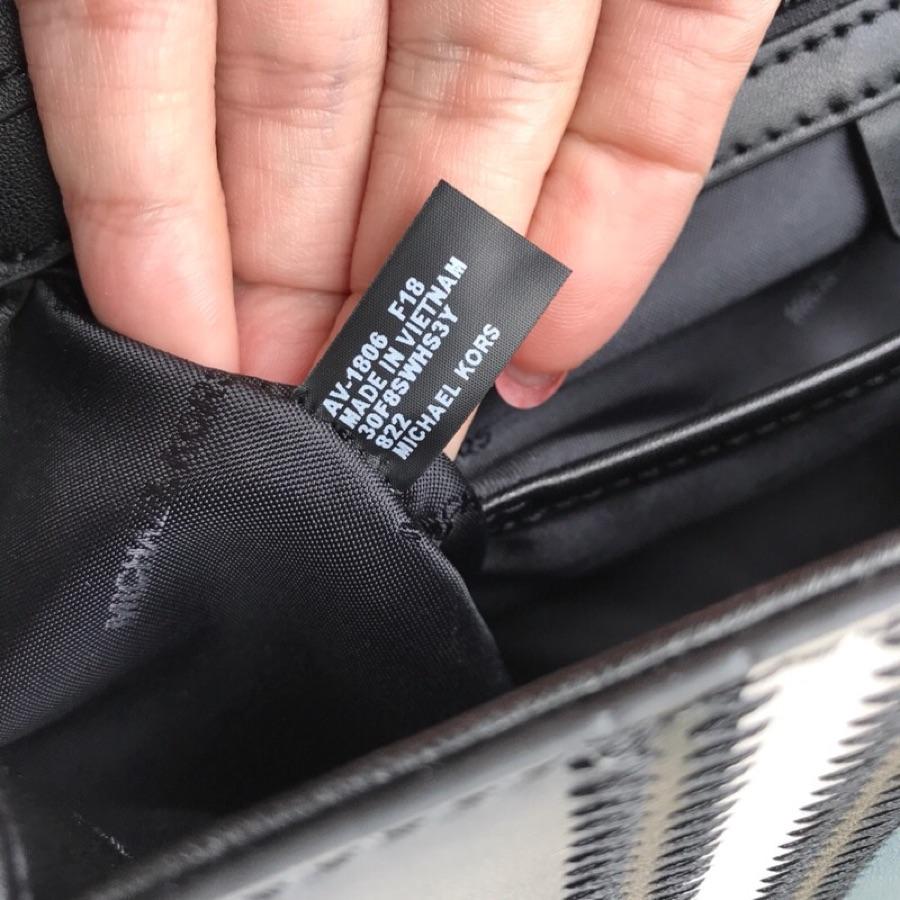 AV-1806 F18
MADE IN VIETNAM
30F8SWHS3Y
822
MICHAEL KORS